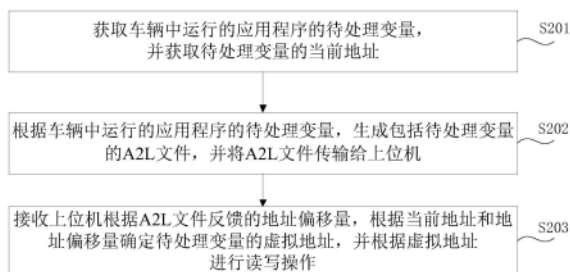 获取车辆中运行的应用程序的待处理变量，
并获取待处理变量的当前地址
S201
根据车辆中运行的应用程序的待处理变量，生成包括待处理变量
的A2L文件，并将A2L文件传输给上位机
S202
接收上位机根据A2L文件反馈的地址偏移量，根据当前地址和地
址偏移量确定待处理变量的虚拟地址，并根据虚拟地址
进行读写操作
S203